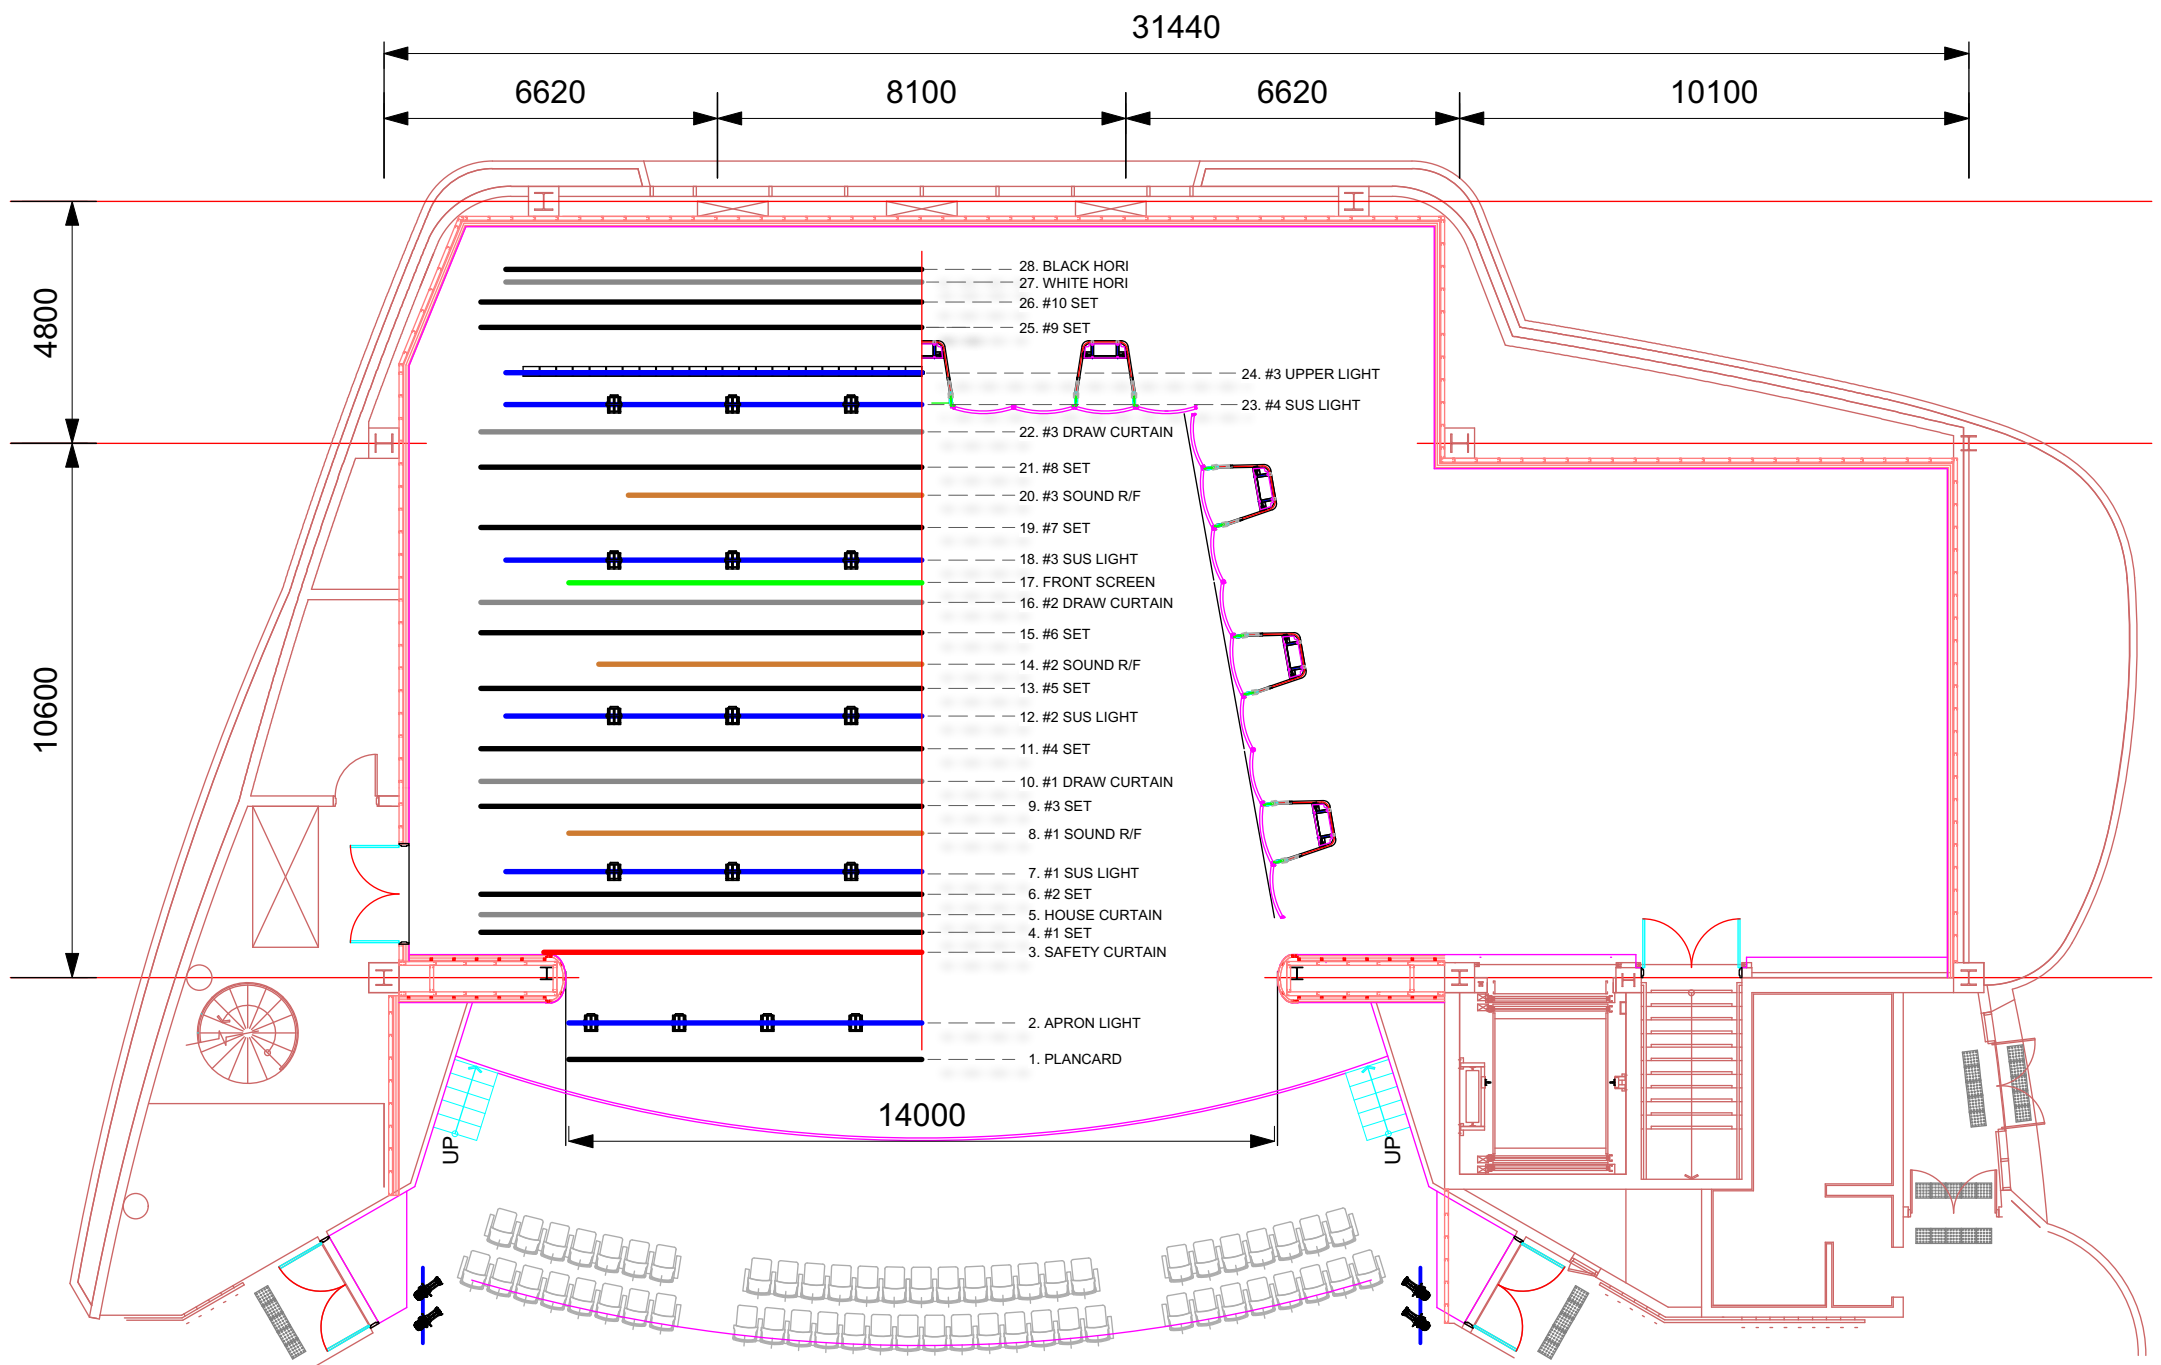 31440
6620
8100
6620
10100
4800
10600
28. BLACK HORI
27. WHITE HORI
26. #10 SET
25. #9 SET
24. #3 UPPER LIGHT
23. #4 SUS LIGHT
22. #3 DRAW CURTAIN
21. #8 SET
20. #3 SOUND R/F
19. #7 SET
18. #3 SUS LIGHT
17. FRONT SCREEN
16. #2 DRAW CURTAIN
15. #6 SET
14. #2 SOUND R/F
13. #5 SET
12. #2 SUS LIGHT
11. #4 SET
10. #1 DRAW CURTAIN
9. #3 SET
8. #1 SOUND R/F
7. #1 SUS LIGHT
6. #2 SET
5. HOUSE CURTAIN
4. #1 SET
3. SAFETY CURTAIN
2. APRON LIGHT
1. PLANCARD
14000
UP
UP